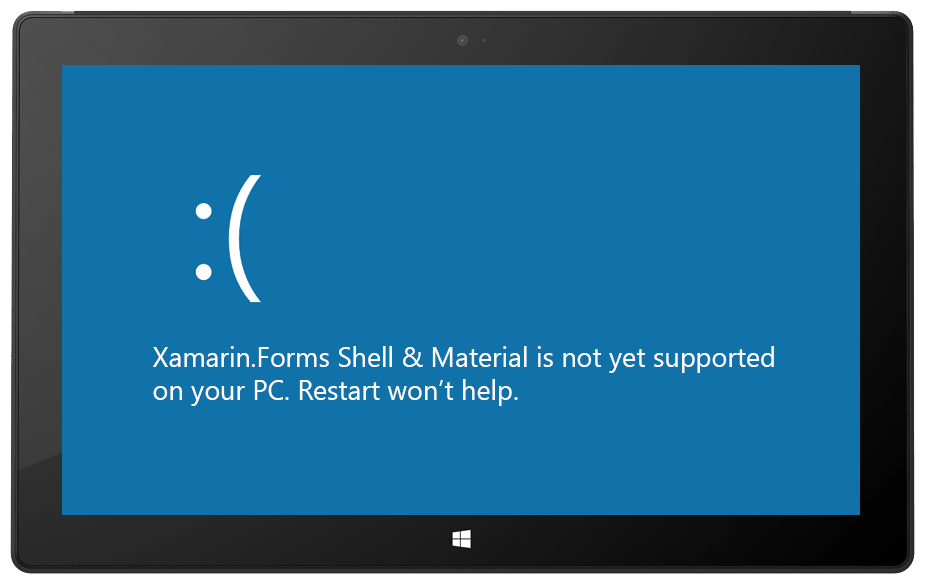 :(
Xamarin.Forms Shell & Material is not yet supported
on your PC. Restart won’t help.